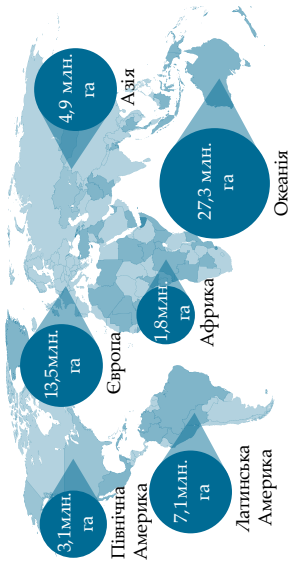 3,1млн.
га
Північна
Америка
13,5млн.
га
Європа
4,9 млн.
га
Азія
7,1млн.
га
Латинська
Америка
1,8млн.
га
Африка
27,3 млн.
га
Океанія